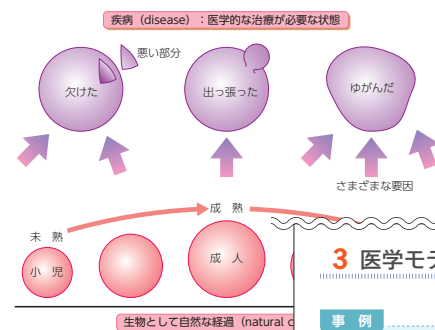 疾病（disease）：医学的な治療が必要な状態
悪い部分
欠けた
出っ張った
ゆがんだ
さまざまな要因
成 熟
未 熟
小 児
成 人
生物として自然な経過（natural
3 医学モデ
事 例